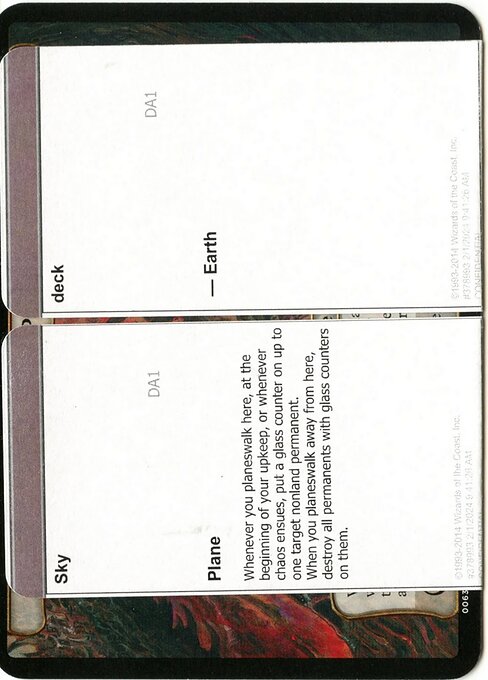 Sky
DA1
Plane
Whenever you planeswalk here, at the
beginning of your upkeep, or whenever
chaos ensues, put a glass counter on up to
one target nonland permanent.
When you planeswalk away from here,
destroy all permanents with glass counters
on them.
©1993-2014 Wizards of the Coast, Inc.
#378993 2/1/2024 9:41:26 AM
0063
deck
DA1
— Earth
©1993-2014 Wizards of the Coast, Inc.
#378993 2/1/2024 9:41:26 AM
CONFIDENTIAL